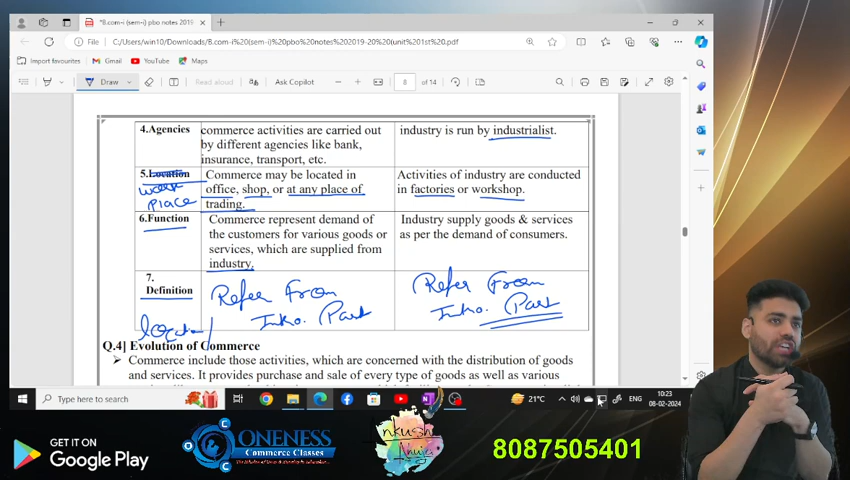 *B.com-i (sem-i) pbo notes 2019
C:/Users/win10/Downloads/B.com-i%20(sem-i)%20pbo%20notes%202019-20%20(unit%201st%20.pdf
Import favourites
Gmail
YouTube
Maps
Draw
Read aloud
Ask Copilot
8
of 14
4.Agencies
commerce activities are carried out
by different agencies like bank,
insurance, transport, etc.
industry is run by industrialist.
5.Location
work
place
Commerce may be located in
office, shop, or at any place of
trading.
Activities of industry are conducted
in factories or workshop.
6.Function
Commerce represent demand of
the customers for various goods or
services, which are supplied from
industry.
Industry supply goods & services
as per the demand of consumers.
7.
Definition
Refer From
Intro. Part
Refer From
Intro. Part
location
Q.4] Evolution of Commerce
Commerce include those activities, which are concerned with the distribution of goods
and services. It provides purchase and sale of every type of goods as well as various
Type here to search
21°C
10:23
08-02-2024
GET IT ON
Google Play
ONENESS
Commerce Classes
nkush
Ahuja
8087505401